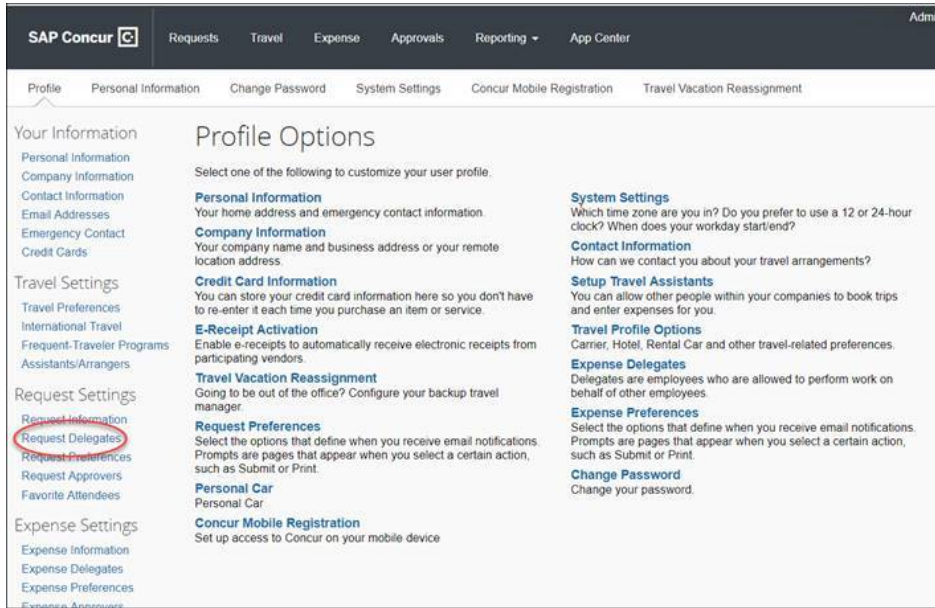 Admi
SAP Concur C
Requests Travel Expense Approvals Reporting App Center
Profile Personal Information Change Password System Settings Concur Mobile Registration Travel Vacation Reassignment
Your Information
Personal Information
Company Information
Contact Information
Email Addresses
Emergency Contact
Credit Cards
Travel Settings
Travel Preferences
International Travel
Frequent-Traveler Programs
Assistants/Arrangers
Request Settings
Request Information
Request Delegates
Request Preferences
Request Approvers
Favorite Attendees
Expense Settings
Expense Information
Expense Delegates
Expense Preferences
Expense Approvers
Profile Options
Select one of the following to customize your user profile.
Personal Information
Your home address and emergency contact information.
Company Information
Your company name and business address or your remote
location address.
Credit Card Information
You can store your credit card information here so you don't have
to re-enter it each time you purchase an item or service.
E-Receipt Activation
Enable e-receipts to automatically receive electronic receipts from
participating vendors.
Travel Vacation Reassignment
Going to be out of the office? Configure your backup travel
manager.
Request Preferences
Select the options that define when you receive email notifications.
Prompts are pages that appear when you select a certain action,
such as Submit or Print.
Personal Car
Personal Car
Concur Mobile Registration
Set up access to Concur on your mobile device
System Settings
Which time zone are you in? Do you prefer to use a 12 or 24-hour
clock? When does your workday start/end?
Contact Information
How can we contact you about your travel arrangements?
Setup Travel Assistants
You can allow other people within your companies to book trips
and enter expenses for you.
Travel Profile Options
Carrier, Hotel, Rental Car and other travel-related preferences.
Expense Delegates
Delegates are employees who are allowed to perform work on
behalf of other employees.
Expense Preferences
Select the options that define when you receive email notifications.
Prompts are pages that appear when you select a certain action,
such as Submit or Print.
Change Password
Change your password.